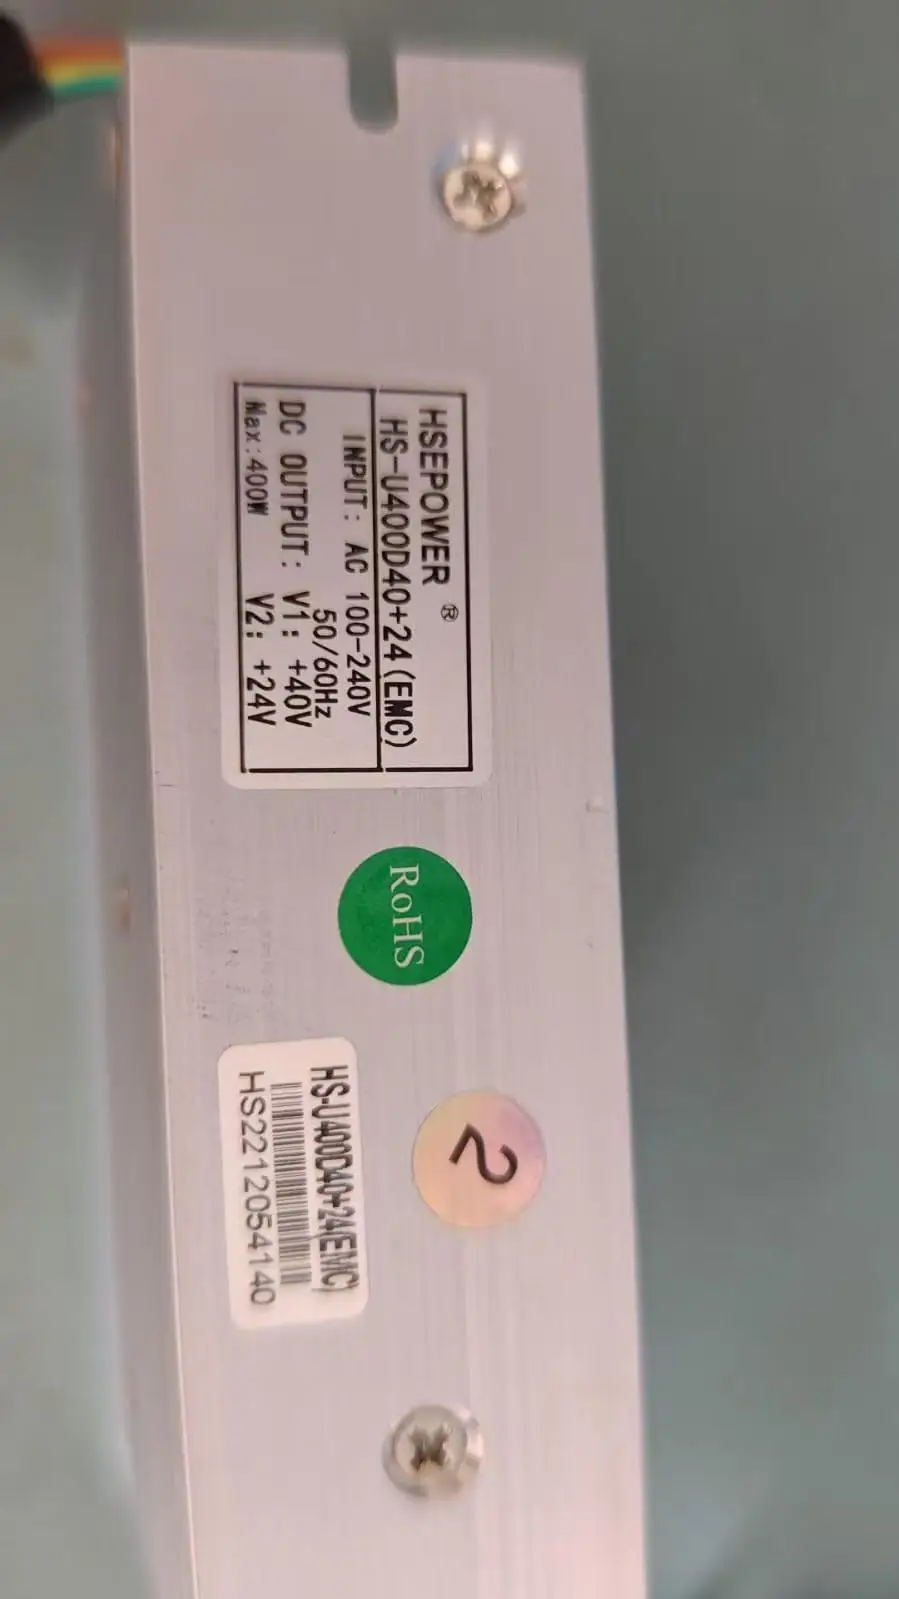 HSEPOWER ®
HS-U400D40+24(EMC)
INPUT: AC 100-240V
50/60Hz
DC OUTPUT: V1: +40V
Max:400W V2: +24V
RoHS
2
HS-U400D40+24(EMC)
HS2212054140